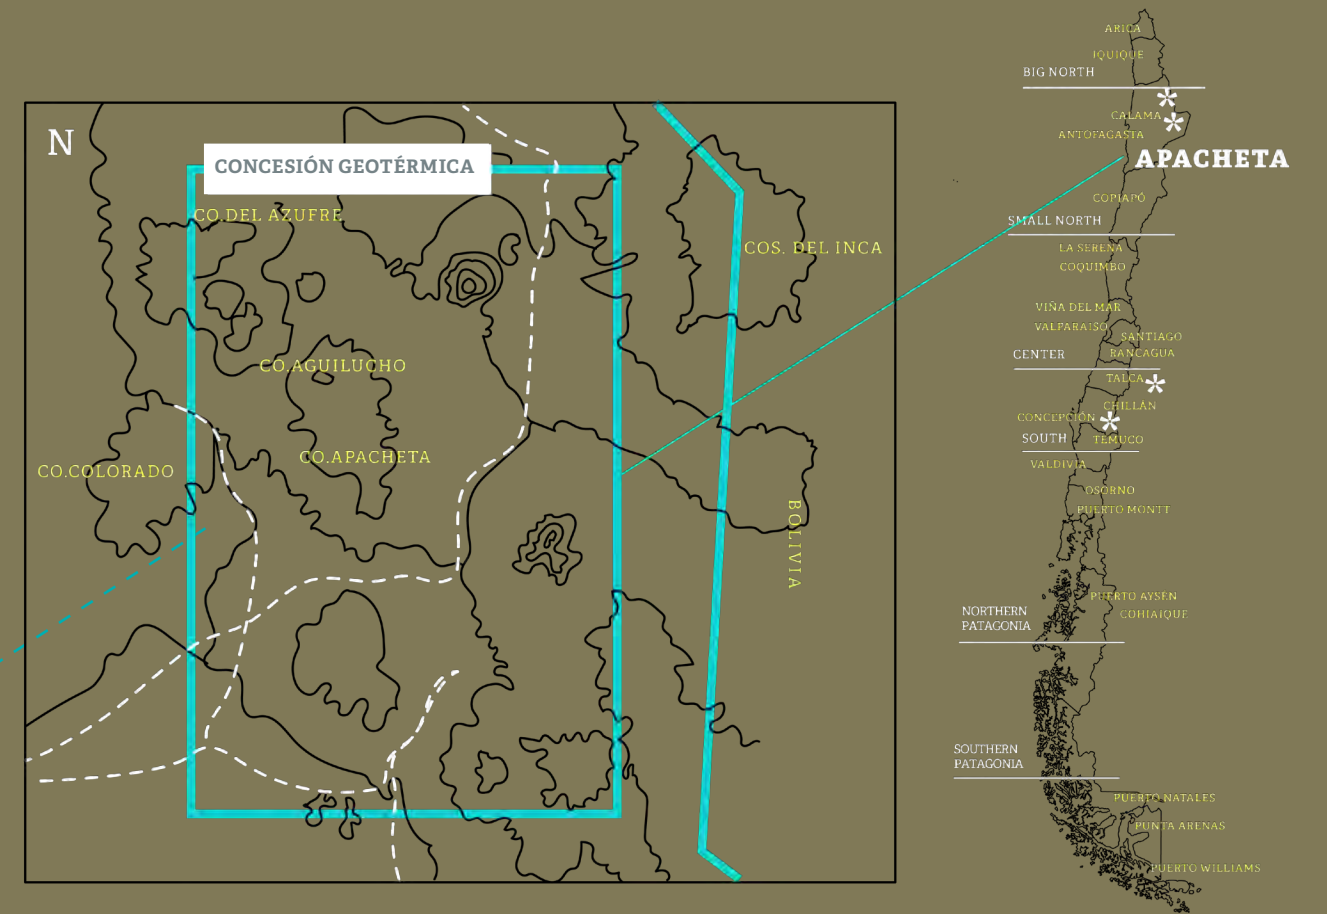 N
CONCESIÓN GEOTÉRMICA
CO.DEL AZUFRE
COS. DEL INCA
CO.AGUILUCHO
CO.APACHETA
CO.COLORADO
BOLIVIA
ARICA
IQUIQUE
BIG NORTH
CALAMA
ANTOFAGASTA
APACHETA
COPIAPÓ
SMALL NORTH
LA SERENA
COQUIMBO
VIÑA DEL MAR
VALPARAISO
SANTIAGO
RANCAGUA
CENTER
TALCA
CHILLÁN
CONCEPCIÓN
SOUTH
TEMUCO
VALDIVIA
OSORNO
PUERTO MONTT
PUERTO AYSÉN
COHIAIQUE
NORTHERN
PATAGONIA
SOUTHERN
PATAGONIA
PUERTO NATALES
PUNTA ARENAS
PUERTO WILLIAMS